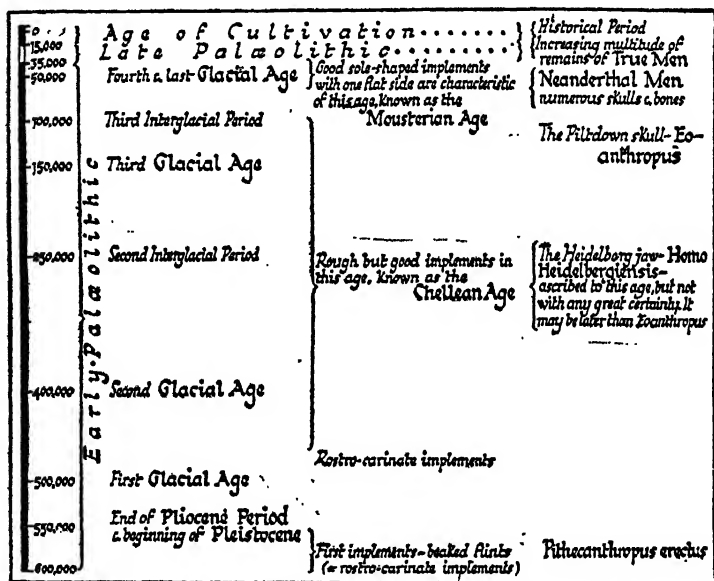 Age of Cultivation
15,000
Late Palæolithic
35,000
50,000
Fourth & last Glacial Age
Good sole-shaped implements
with one flat side are characteristic
of this age, known as the
Mousterian Age
Historical Period
Increasing multitude of
remains of True Men
Neanderthal Men
numerous skulls & bones
100,000
Third Interglacial Period
The Piltdown skull-Eo-
anthropus
150,000
Third Glacial Age
Early Palæolithic
250,000
Second Interglacial Period
Rough but good implements in
this age, known as the
Chellean Age
The Heidelberg jaw-Homo
Heidelbergiensis-
ascribed to this age, but not
with any great certainty. It
may be later than Eoanthropus
400,000
Second Glacial Age
Rostro-carinate implements
500,000
First Glacial Age
550,000
End of Pliocene Period
& beginning of Pleistocene
600,000
First implements-beaked flints
(= rostro-carinate implements)
Pithecanthropus erectus